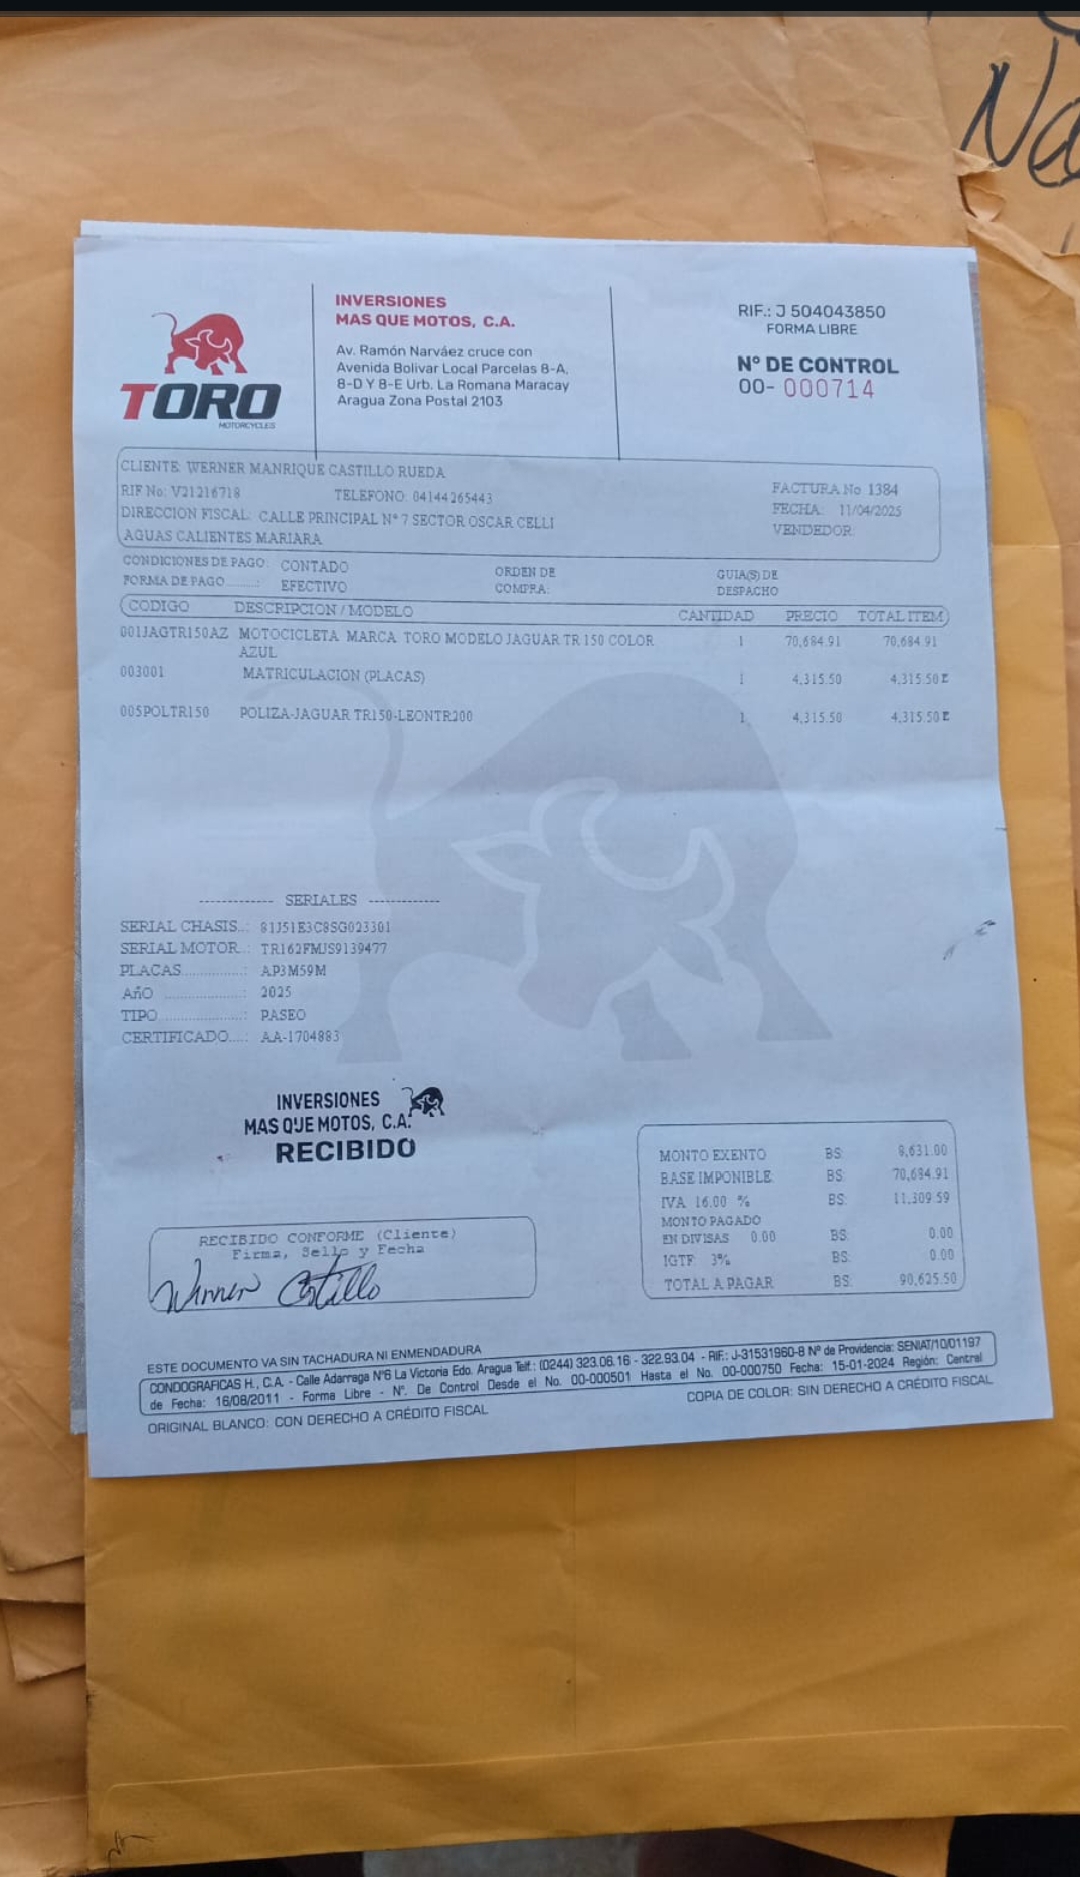 No
TORO
MOTORCYCLES
INVERSIONES
MAS QUE MOTOS, C.A.
Av. Ramón Narváez cruce con
Avenida Bolivar Local Parcelas 8-A,
8-D Y 8-E Urb. La Romana Maracay
Aragua Zona Postal 2103
RIF.: J 504043850
FORMA LIBRE
Nº DE CONTROL
00- 000714
CLIENTE: WERNER MANRIQUE CASTILLO RUEDA
RIF No: V21216718 TELEFONO: 04144265443
DIRECCION FISCAL: CALLE PRINCIPAL Nº 7 SECTOR OSCAR CELLI
AGUAS CALIENTES MARIARA
FACTURA No 1384
FECHA: 11/04/2025
VENDEDOR:
CONDICIONES DE PAGO: CONTADO
FORMA DE PAGO.......: EFECTIVO
ORDEN DE
COMPRA:
GUIA(S) DE
DESPACHO
CODIGO DESCRIPCION / MODELO CANTIDAD PRECIO TOTAL ITEM
001JAGTR150AZ MOTOCICLETA MARCA TORO MODELO JAGUAR TR 150 COLOR 1 70,684.91 70,684.91
AZUL
003001 MATRICULACION (PLACAS) 1 4,315.50 4,315.50 E
005POLTR150 POLIZA-JAGUAR TR150-LEONTR200 1 4,315.50 4,315.50 E
------------- SERIALES -------------
SERIAL CHASIS..: 81J51E3C8SG023301
SERIAL MOTOR..: TR162FMJS9139477
PLACAS...............: AP3M59M
AñO ...................: 2025
TIPO....................: PASEO
CERTIFICADO....: AA-1704883
INVERSIONES
MAS QUE MOTOS, C.A.
RECIBIDO
RECIBIDO CONFORME (Cliente)
Firma, Sello y Fecha
Werner Castillo
MONTO EXENTO BS: 8,631.00
BASE IMPONIBLE: BS: 70,684.91
IVA 16.00 % BS: 11,309.59
MONTO PAGADO
EN DIVISAS 0.00 BS: 0.00
IGTF: 3% BS: 0.00
TOTAL A PAGAR BS: 90,625.50
ESTE DOCUMENTO VA SIN TACHADURA NI ENMENDADURA
CONDOGRAFICAS H., C.A. - Calle Adarraga Nº6 La Victoria Edo. Aragua Telf.: (0244) 323.06.16 - 322.93.04 - RIF.: J-31531960-8 Nº de Providencia: SENIAT/10/01197
de Fecha: 16/08/2011 - Forma Libre - Nº. De Control Desde el No. 00-000501 Hasta el No. 00-000750 Fecha: 15-01-2024 Región: Central
ORIGINAL BLANCO: CON DERECHO A CRÉDITO FISCAL
COPIA DE COLOR: SIN DERECHO A CRÉDITO FISCAL